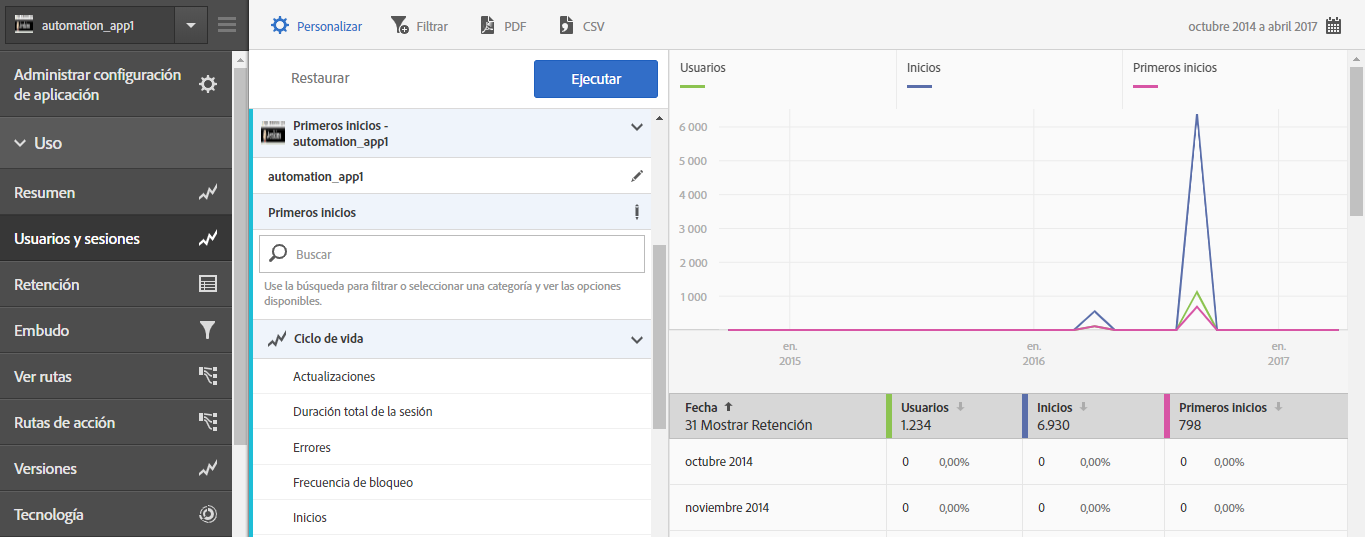 automation_app1
Personalizar
Filtrar
PDF
CSV
octubre 2014 a abril 2017
Administrar configuración
de aplicación
Uso
Resumen
Usuarios y sesiones
Retención
Embudo
Ver rutas
Rutas de acción
Versiones
Tecnología
Restaurar
Ejecutar
Primeros inicios -
automation_app1
automation_app1
Primeros inicios
Buscar
Use la búsqueda para filtrar o seleccionar una categoría y ver las opciones
disponibles.
Ciclo de vida
Actualizaciones
Duración total de la sesión
Errores
Frecuencia de bloqueo
Inicios
Usuarios
Inicios
Primeros inicios
6 000
5 000
4 000
3 000
2 000
1 000
en.
2015
en.
2016
en.
2017
Fecha Usuarios Inicios Primeros inicios
31 Mostrar Retención 1.234 6.930 798
octubre 2014 0 0,00% 0 0,00% 0 0,00%
noviembre 2014 0 0,00% 0 0,00% 0 0,00%